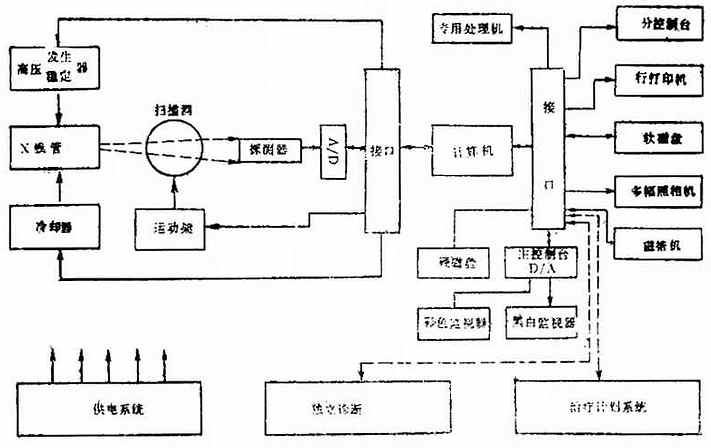 专用处理机
分控制台
高压 发生 器
稳定
扫描洞
行打印机
X线管
探测器
A/D
接口
计算机
接口
软磁盘
多幅照相机
冷却器
运动架
磁带机
硬磁盘
主控制台
D/A
彩色监视器
黑白监视器
供电系统
独立诊断
治疗计划系统